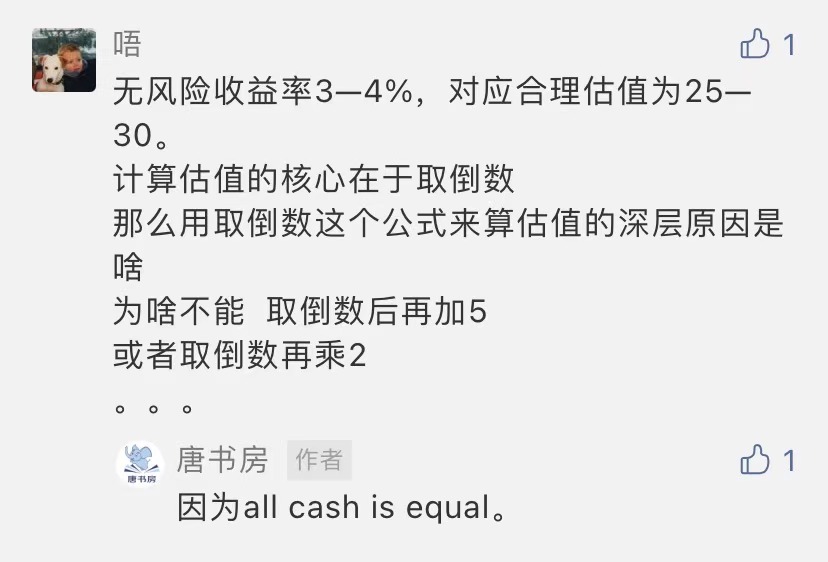 唔
1
无风险收益率3—4%，对应合理估值为25—
30。
计算估值的核心在于取倒数
那么用取倒数这个公式来算估值的深层原因是
啥
为啥不能 取倒数后再加5
或者取倒数再乘2
。。。
唐书房
唐书房 作者
1
因为all cash is equal。